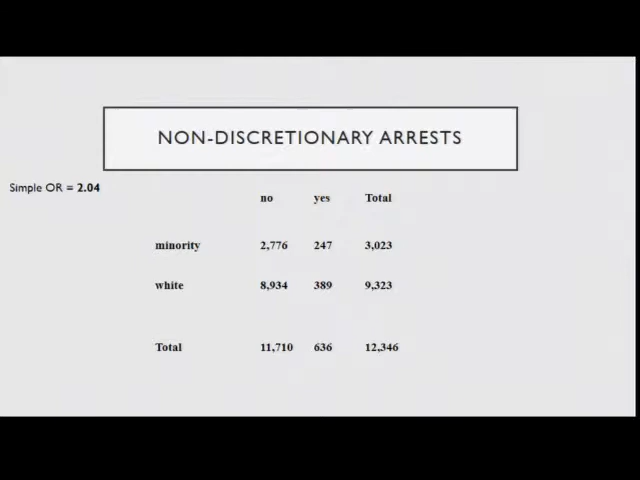 NON-DISCRETIONARY ARRESTS
Simple OR = 2.04
no yes Total
minority 2,776 247 3,023
white 8,934 389 9,323
Total 11,710 636 12,346